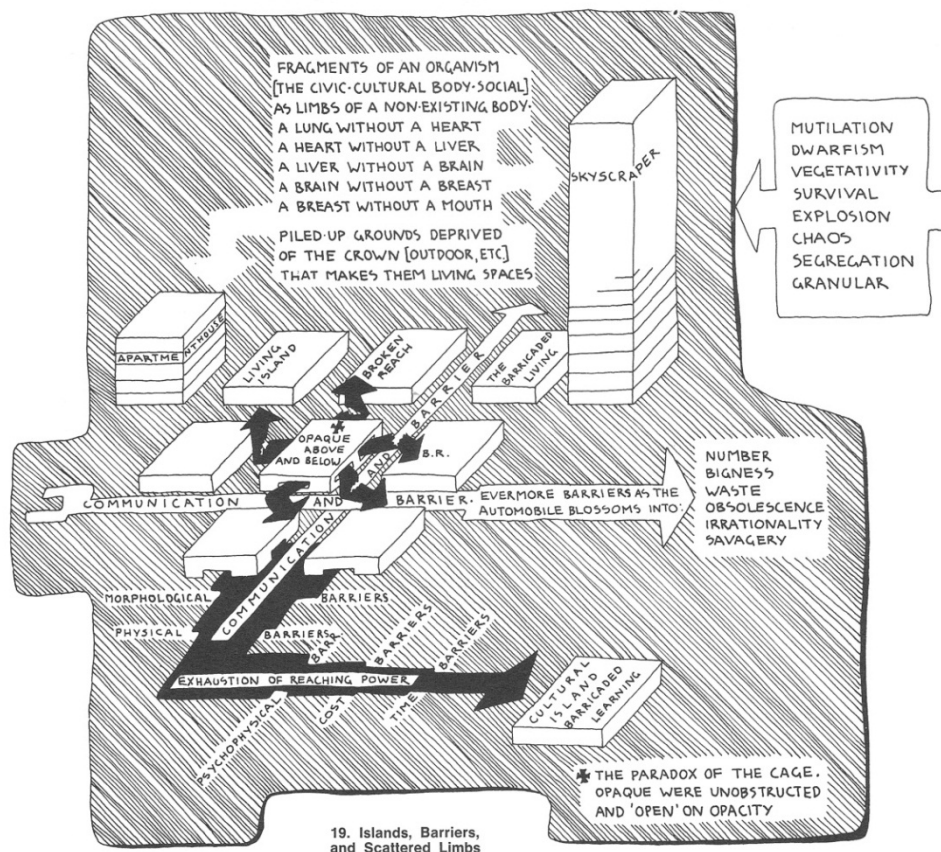 FRAGMENTS OF AN ORGANISM
[THE CIVIC-CULTURAL BODY-SOCIAL]
AS LIMBS OF A NON-EXISTING BODY.
A LUNG WITHOUT A HEART
A HEART WITHOUT A LIVER
A LIVER WITHOUT A BRAIN
A BRAIN WITHOUT A BREAST
A BREAST WITHOUT A MOUTH
PILED-UP GROUNDS DEPRIVED
OF THE CROWN [OUTDOOR, ETC]
THAT MAKES THEM LIVING SPACES
SKYSCRAPER
MUTILATION
DWARFISM
VEGETATIVITY
SURVIVAL
EXPLOSION
CHAOS
SEGREGATION
GRANULAR
APARTMENTHOUSE
LIVING
ISLAND
BROKEN
REACH
THE
BARRICADED
LIVING
OPAQUE
ABOVE
AND BELOW
B.R.
COMMUNICATION AND BARRIER
COMMUNICATION AND BARRIER. EVERMORE BARRIERS AS THE
AUTOMOBILE BLOSSOMS INTO:
NUMBER
BIGNESS
WASTE
OBSOLESCENCE
IRRATIONALITY
SAVAGERY
MORPHOLOGICAL BARRIERS
PHYSICAL BARRIERS
EXHAUSTION OF REACHING POWER
PSYCHOPHYSICAL BARR.
COST BARRIERS
TIME BARRIERS
CULTURAL
ISLAND
BARRICADED
LEARNING
✠ THE PARADOX OF THE CAGE.
OPAQUE WERE UNOBSTRUCTED
AND 'OPEN' ON OPACITY
19. Islands, Barriers,
and Scattered Limbs